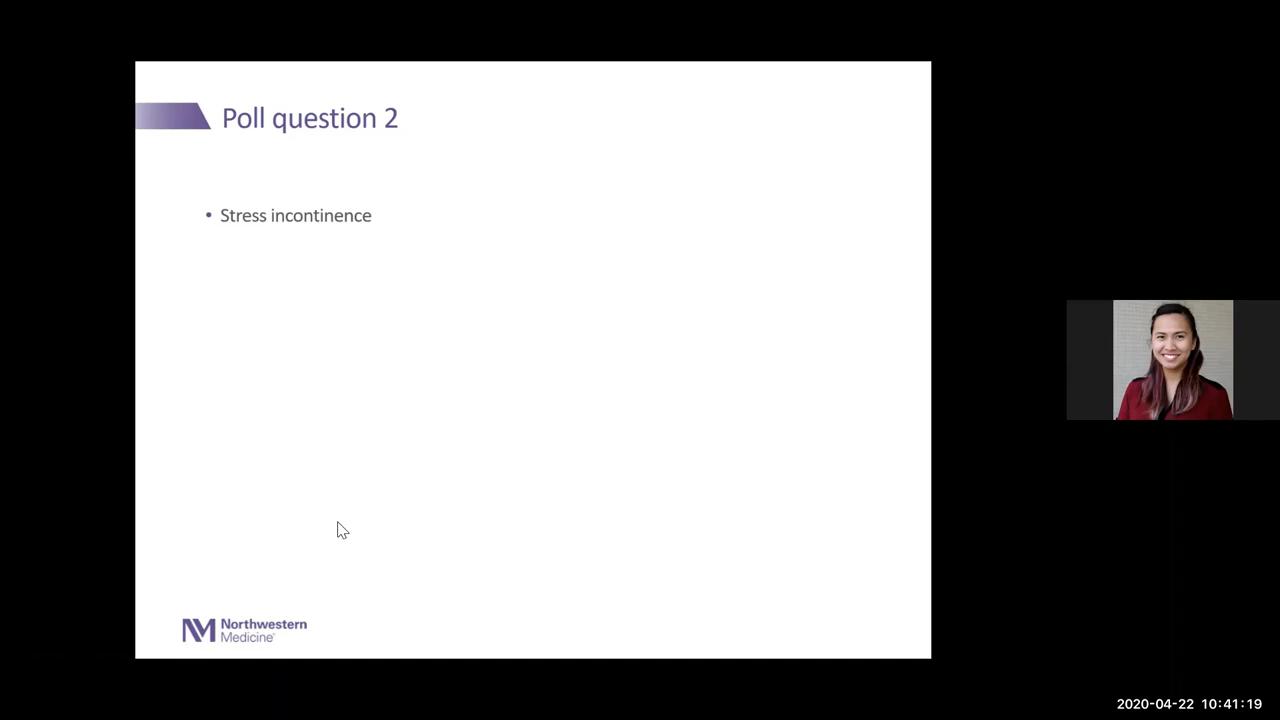 Poll question 2
• Stress incontinence
Northwestern
Medicine®
2020-04-22 10:41:19